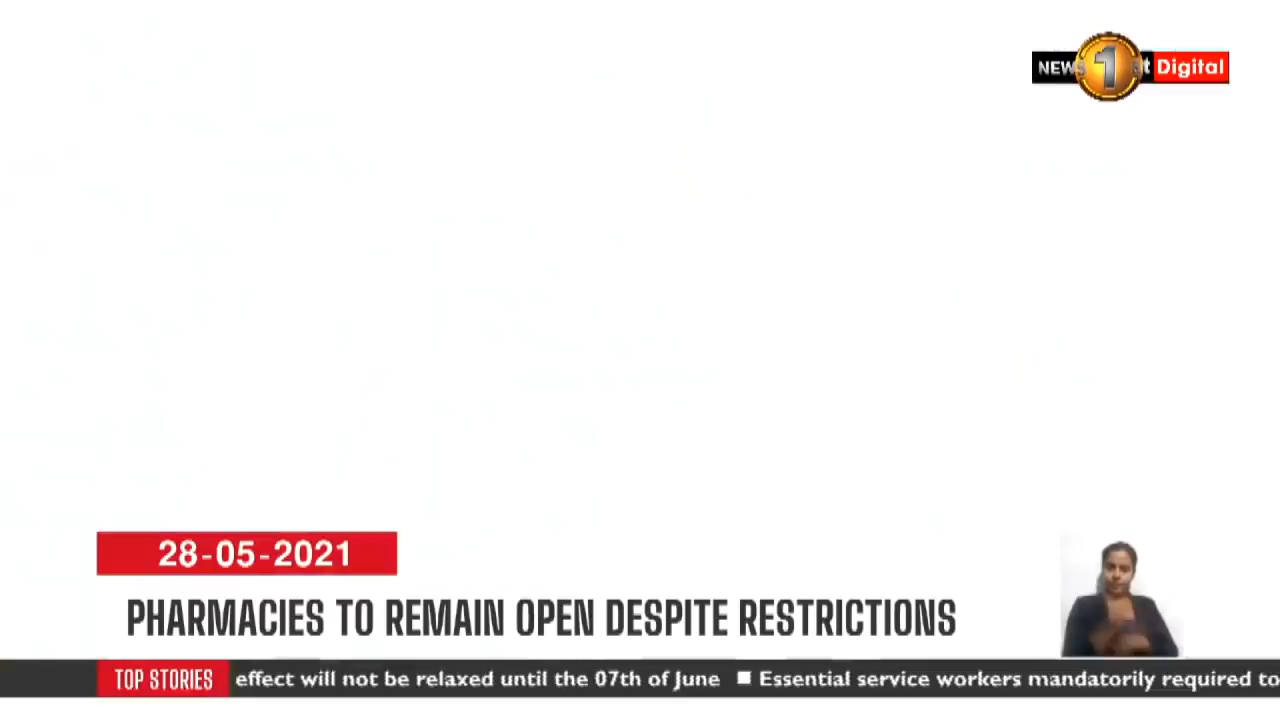 NEWS 1st Digital
28-05-2021
PHARMACIES TO REMAIN OPEN DESPITE RESTRICTIONS
TOP STORIES effect will not be relaxed until the 07th of June ■ Essential service workers mandatorily required to